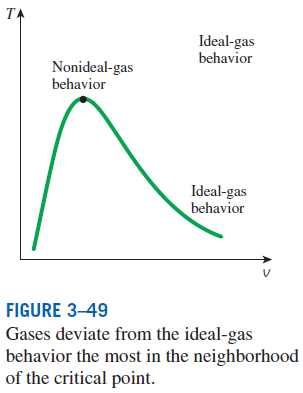 T
Ideal-gas
behavior
Nonideal-gas
behavior
Ideal-gas
behavior
v
FIGURE 3–49
Gases deviate from the ideal-gas
behavior the most in the neighborhood
of the critical point.